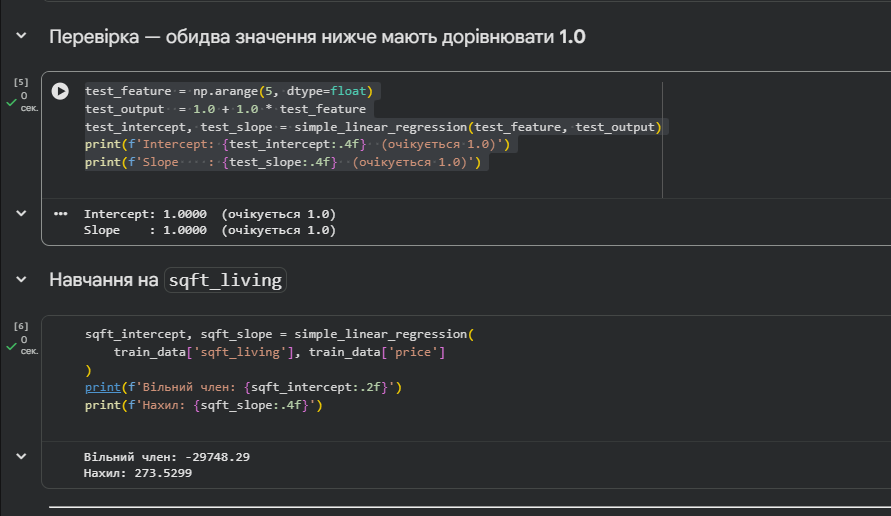 Перевірка — обидва значення нижче мають дорівнювати 1.0
[5]
0
сек.
test_feature = np.arange(5, dtype=float)
test_output  = 1.0 + 1.0 * test_feature
test_intercept, test_slope = simple_linear_regression(test_feature, test_output)
print(f'Intercept: {test_intercept:.4f}  (очікується 1.0)')
print(f'Slope    : {test_slope:.4f}  (очікується 1.0)')
Intercept: 1.0000  (очікується 1.0)
Slope    : 1.0000  (очікується 1.0)
Навчання на sqft_living
[6]
0
сек.
sqft_intercept, sqft_slope = simple_linear_regression(
    train_data['sqft_living'], train_data['price']
)
print(f'Вільний член: {sqft_intercept:.2f}')
print(f'Нахил: {sqft_slope:.4f}')
Вільний член: -29748.29
Нахил: 273.5299